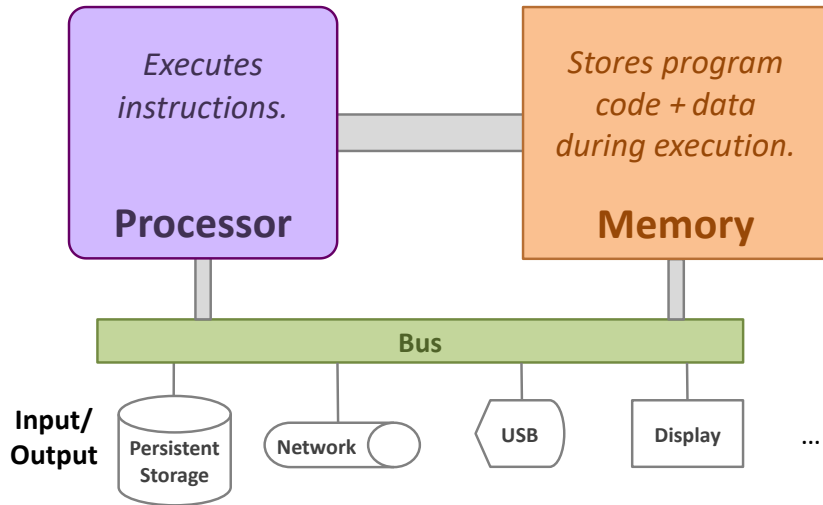 Executes
instructions.
Processor
Stores program
code + data
during execution.
Memory
Bus
Input/
Output
Persistent
Storage
Network
USB
Display
...